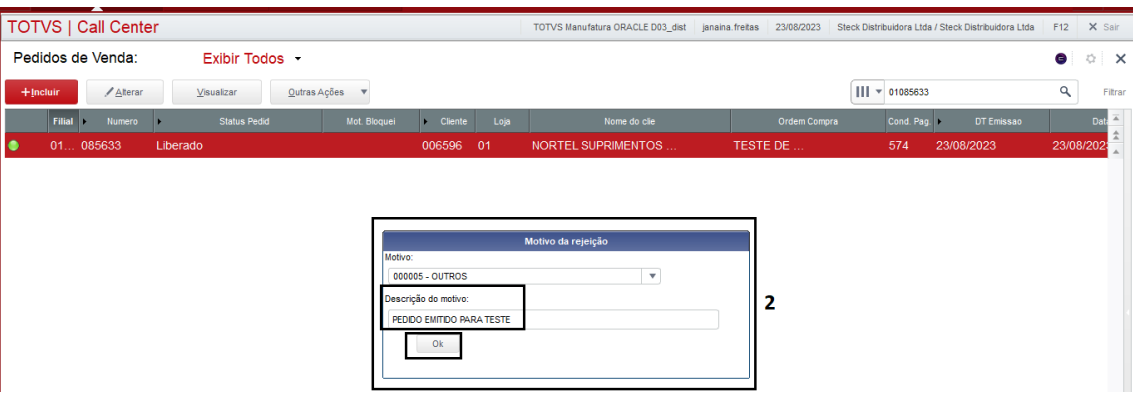 TOTVS | Call Center
TOTVS Manufatura ORACLE D03_dist janaina.freitas 23/08/2023 Steck Distribuidora Ltda / Steck Distribuidora Ltda F12 X Sair
Pedidos de Venda: Exibir Todos
+Incluir Alterar Visualizar Outras Ações 01085633 Filtrar
Filial Numero Status Pedid Mot. Bloquei Cliente Loja Nome do clie Ordem Compra Cond. Pag. DT Emissao Dat
01... 085633 Liberado 006596 01 NORTEL SUPRIMENTOS ... TESTE DE ... 574 23/08/2023 23/08/202
Motivo da rejeição
Motivo:
000005 - OUTROS
Descrição do motivo:
2
PEDIDO EMITIDO PARA TESTE
Ok